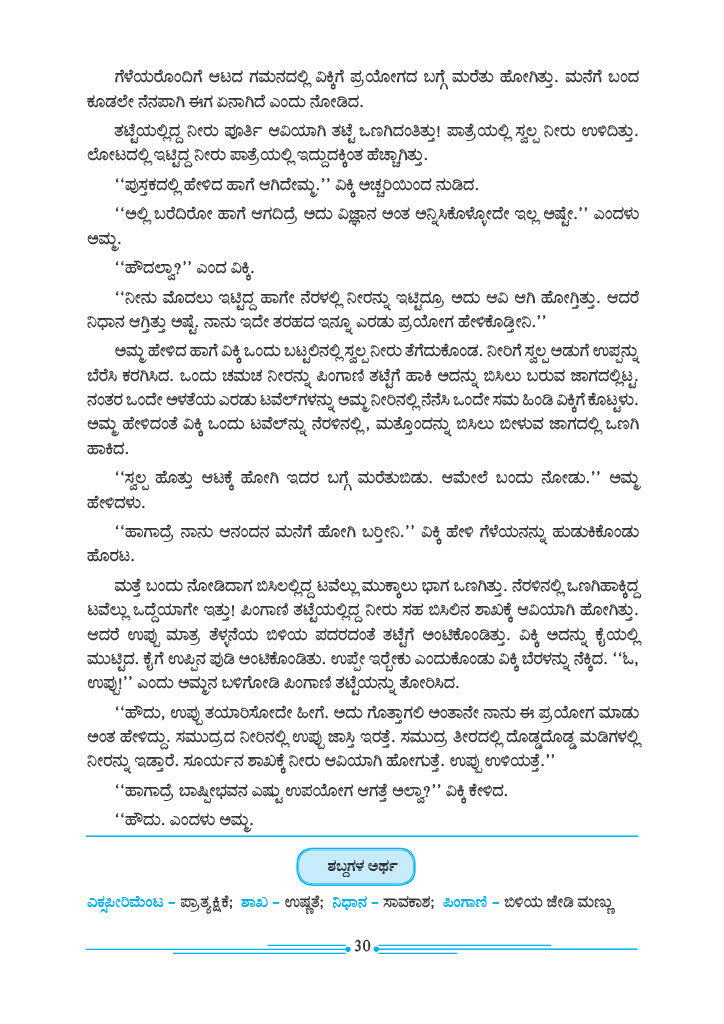 ಗೆಳೆಯರೊಂದಿಗೆ ಆಟದ ಗಮನದಲ್ಲಿ ವಿಕ್ಕಿಗೆ ಪ್ರಯೋಗದ ಬಗ್ಗೆ ಮರೆತು ಹೋಗಿತ್ತು. ಮನೆಗೆ ಬಂದ
ಕೂಡಲೇ ನೆನಪಾಗಿ ಈಗ ಏನಾಗಿದೆ ಎಂದು ನೋಡಿದ.
ತಟ್ಟೆಯಲ್ಲಿದ್ದ ನೀರು ಪೂರ್ತಿ ಆವಿಯಾಗಿ ತಟ್ಟೆ ಒಣಗಿದಂತಿತ್ತು! ಪಾತ್ರೆಯಲ್ಲಿ ಸ್ವಲ್ಪ ನೀರು ಉಳಿದಿತ್ತು.
ಲೋಟದಲ್ಲಿ ಇಟ್ಟಿದ್ದ ನೀರು ಪಾತ್ರೆಯಲ್ಲಿ ಇದ್ದುದಕ್ಕಿಂತ ಹೆಚ್ಚಾಗಿತ್ತು.
‘‘ಪುಸ್ತಕದಲ್ಲಿ ಹೇಳಿದ ಹಾಗೆ ಆಗಿದೇಮ್ಮ.’’ ವಿಕ್ಕಿ ಅಚ್ಚರಿಯಿಂದ ನುಡಿದ.
‘‘ಅಲ್ಲಿ ಬರೆದಿರೋ ಹಾಗೆ ಆಗದಿದ್ರೆ ಅದು ವಿಜ್ಞಾನ ಅಂತ ಅನ್ನಿಸಿಕೊಳ್ಳೋದೇ ಇಲ್ಲ ಅಷ್ಟೇ.’’ ಎಂದಳು
ಅಮ್ಮ.
‘‘ಹೌದಲ್ವಾ?’’ ಎಂದ ವಿಕ್ಕಿ.
‘‘ನೀನು ಮೊದಲು ಇಟ್ಟಿದ್ದ ಹಾಗೇ ನೆರಳಲ್ಲಿ ನೀರನ್ನು ಇಟ್ಟಿದ್ರೂ ಅದು ಆವಿ ಆಗಿ ಹೋಗ್ತಿತ್ತು. ಆದರೆ
ನಿಧಾನ ಆಗ್ತಿತ್ತು ಅಷ್ಟೆ. ನಾನು ಇದೇ ತರಹದ ಇನ್ನೂ ಎರಡು ಪ್ರಯೋಗ ಹೇಳಿಕೊಡ್ತೀನಿ.’’
ಅಮ್ಮ ಹೇಳಿದ ಹಾಗೆ ವಿಕ್ಕಿ ಒಂದು ಬಟ್ಟಲಿನಲ್ಲಿ ಸ್ವಲ್ಪ ನೀರು ತೆಗೆದುಕೊಂಡ. ನೀರಿಗೆ ಸ್ವಲ್ಪ ಅಡುಗೆ ಉಪ್ಪನ್ನು
ಬೆರೆಸಿ ಕರಗಿಸಿದ. ಒಂದು ಚಮಚ ನೀರನ್ನು ಪಿಂಗಾಣಿ ತಟ್ಟೆಗೆ ಹಾಕಿ ಅದನ್ನು ಬಿಸಿಲು ಬರುವ ಜಾಗದಲ್ಲಿಟ್ಟ.
ನಂತರ ಒಂದೇ ಅಳತೆಯ ಎರಡು ಟವೆಲ್‌ಗಳನ್ನು ಅಮ್ಮ ನೀರಿನಲ್ಲಿ ನೆನೆಸಿ ಒಂದೇ ಸಮ ಹಿಂಡಿ ವಿಕ್ಕಿಗೆ ಕೊಟ್ಟಳು.
ಅಮ್ಮ ಹೇಳಿದಂತೆ ವಿಕ್ಕಿ ಒಂದು ಟವೆಲ್‌ನ್ನು ನೆರಳಿನಲ್ಲಿ, ಮತ್ತೊಂದನ್ನು ಬಿಸಿಲು ಬೀಳುವ ಜಾಗದಲ್ಲಿ ಒಣಗಿ
ಹಾಕಿದ.
‘‘ಸ್ವಲ್ಪ ಹೊತ್ತು ಆಟಕ್ಕೆ ಹೋಗಿ ಇದರ ಬಗ್ಗೆ ಮರೆತುಬಿಡು. ಆಮೇಲೆ ಬಂದು ನೋಡು.’’ ಅಮ್ಮ
ಹೇಳಿದಳು.
‘‘ಹಾಗಾದ್ರೆ ನಾನು ಆನಂದನ ಮನೆಗೆ ಹೋಗಿ ಬರ‍್ತೀನಿ.’’ ವಿಕ್ಕಿ ಹೇಳಿ ಗೆಳೆಯನನ್ನು ಹುಡುಕಿಕೊಂಡು
ಹೊರಟ.
ಮತ್ತೆ ಬಂದು ನೋಡಿದಾಗ ಬಿಸಿಲಲ್ಲಿದ್ದ ಟವೆಲ್ಲು ಮುಕ್ಕಾಲು ಭಾಗ ಒಣಗಿತ್ತು. ನೆರಳಿನಲ್ಲಿ ಒಣಗಿಹಾಕ್ಕಿದ್ದ
ಟವೆಲ್ಲು ಒದ್ದೆಯಾಗೇ ಇತ್ತು! ಪಿಂಗಾಣಿ ತಟ್ಟೆಯಲ್ಲಿದ್ದ ನೀರು ಸಹ ಬಿಸಿಲಿನ ಶಾಖಕ್ಕೆ ಆವಿಯಾಗಿ ಹೋಗಿತ್ತು.
ಆದರೆ ಉಪ್ಪು ಮಾತ್ರ ತೆಳ್ಳನೆಯ ಬಿಳಿಯ ಪದರದಂತೆ ತಟ್ಟೆಗೆ ಅಂಟಿಕೊಂಡಿತ್ತು. ವಿಕ್ಕಿ ಅದನ್ನು ಕೈಯಲ್ಲಿ
ಮುಟ್ಟಿದ. ಕೈಗೆ ಉಪ್ಪಿನ ಪುಡಿ ಅಂಟಿಕೊಂಡಿತು. ಉಪ್ಪೇ ಇರ‍್ಬೇಕು ಎಂದುಕೊಂಡು ವಿಕ್ಕಿ ಬೆರಳನ್ನು ನೆಕ್ಕಿದ. ‘‘ಓ,
ಉಪ್ಪು!’’ ಎಂದು ಅಮ್ಮನ ಬಳಿಗೋಡಿ ಪಿಂಗಾಣಿ ತಟ್ಟೆಯನ್ನು ತೋರಿಸಿದ.
‘‘ಹೌದು, ಉಪ್ಪು ತಯಾರಿಸೋದೇ ಹೀಗೆ. ಅದು ಗೊತ್ತಾಗಲಿ ಅಂತಾನೇ ನಾನು ಈ ಪ್ರಯೋಗ ಮಾಡು
ಅಂತ ಹೇಳಿದ್ದು. ಸಮುದ್ರದ ನೀರಿನಲ್ಲಿ ಉಪ್ಪು ಜಾಸ್ತಿ ಇರತ್ತೆ. ಸಮುದ್ರ ತೀರದಲ್ಲಿ ದೊಡ್ಡದೊಡ್ಡ ಮಡಿಗಳಲ್ಲಿ
ನೀರನ್ನು ಇಡ್ತಾರೆ. ಸೂರ್ಯನ ಶಾಖಕ್ಕೆ ನೀರು ಆವಿಯಾಗಿ ಹೋಗುತ್ತೆ. ಉಪ್ಪು ಉಳಿಯತ್ತೆ.’’
‘‘ಹಾಗಾದ್ರೆ ಬಾಷ್ಪೀಭವನ ಎಷ್ಟು ಉಪಯೋಗ ಆಗತ್ತೆ ಅಲ್ವಾ?’’ ವಿಕ್ಕಿ ಕೇಳಿದ.
‘‘ಹೌದು. ಎಂದಳು ಅಮ್ಮ.
ಶಬ್ದಗಳ ಅರ್ಥ
ಎಕ್ಸಪೀರಿಮೆಂಟ – ಪ್ರಾತ್ಯಕ್ಷಿಕೆ; ಶಾಖ – ಉಷ್ಣತೆ; ನಿಧಾನ – ಸಾವಕಾಶ; ಪಿಂಗಾಣಿ – ಬಿಳಿಯ ಜೇಡಿ ಮಣ್ಣು
30